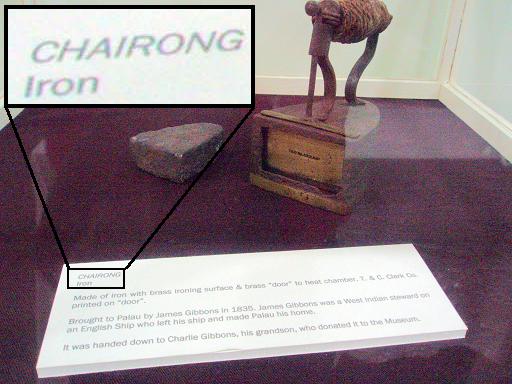 CHAIRONG
Iron
CHAIRONG
Iron
Made of iron with brass ironing surface & brass "door" to heat chamber. T. & C. Clark Co.
printed on "door".
Brought to Palau by James Gibbons in 1835. James Gibbons was a West Indian steward on
an English Ship who left his ship and made Palau his home.
It was handed down to Charlie Gibbons, his grandson, who donated it to the Museum.